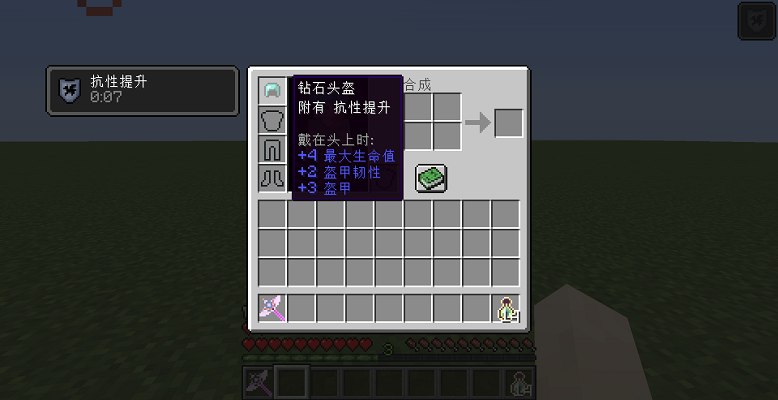 抗性提升
0:07
钻石头盔
附有 抗性提升
戴在头上时:
+4 最大生命值
+2 盔甲韧性
+3 盔甲
合成
3